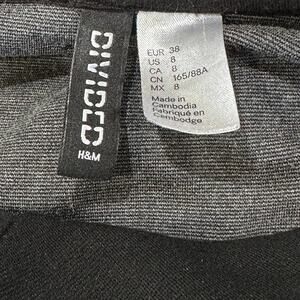 DIVIDED
H&M
EUR 38
US 8
CA 8
CN 165/88A
MX 8
Made in
Cambodia
Fabriqué en
Cambodge